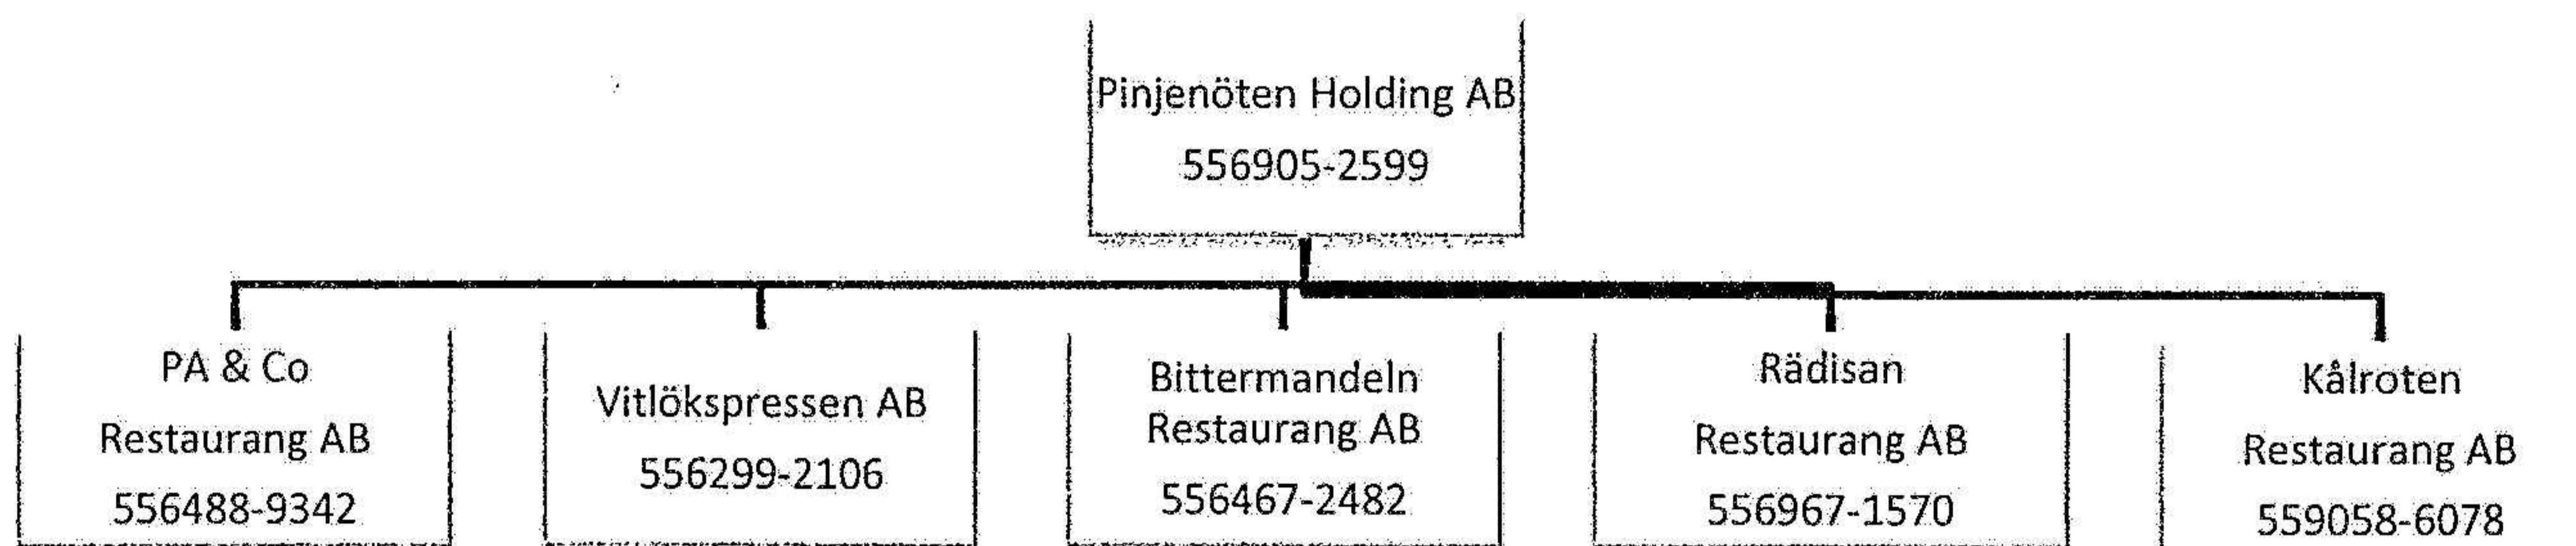 Pinjenöten Holding AB
556905-2599
PA & Co
Restaurang AB
556488-9342
Vitlökspressen AB
556299-2106
Bittermandeln
Restaurang AB
556467-2482
Rädisan
Restaurang AB
556967-1570
Kålroten
Restaurang AB
559058-6078